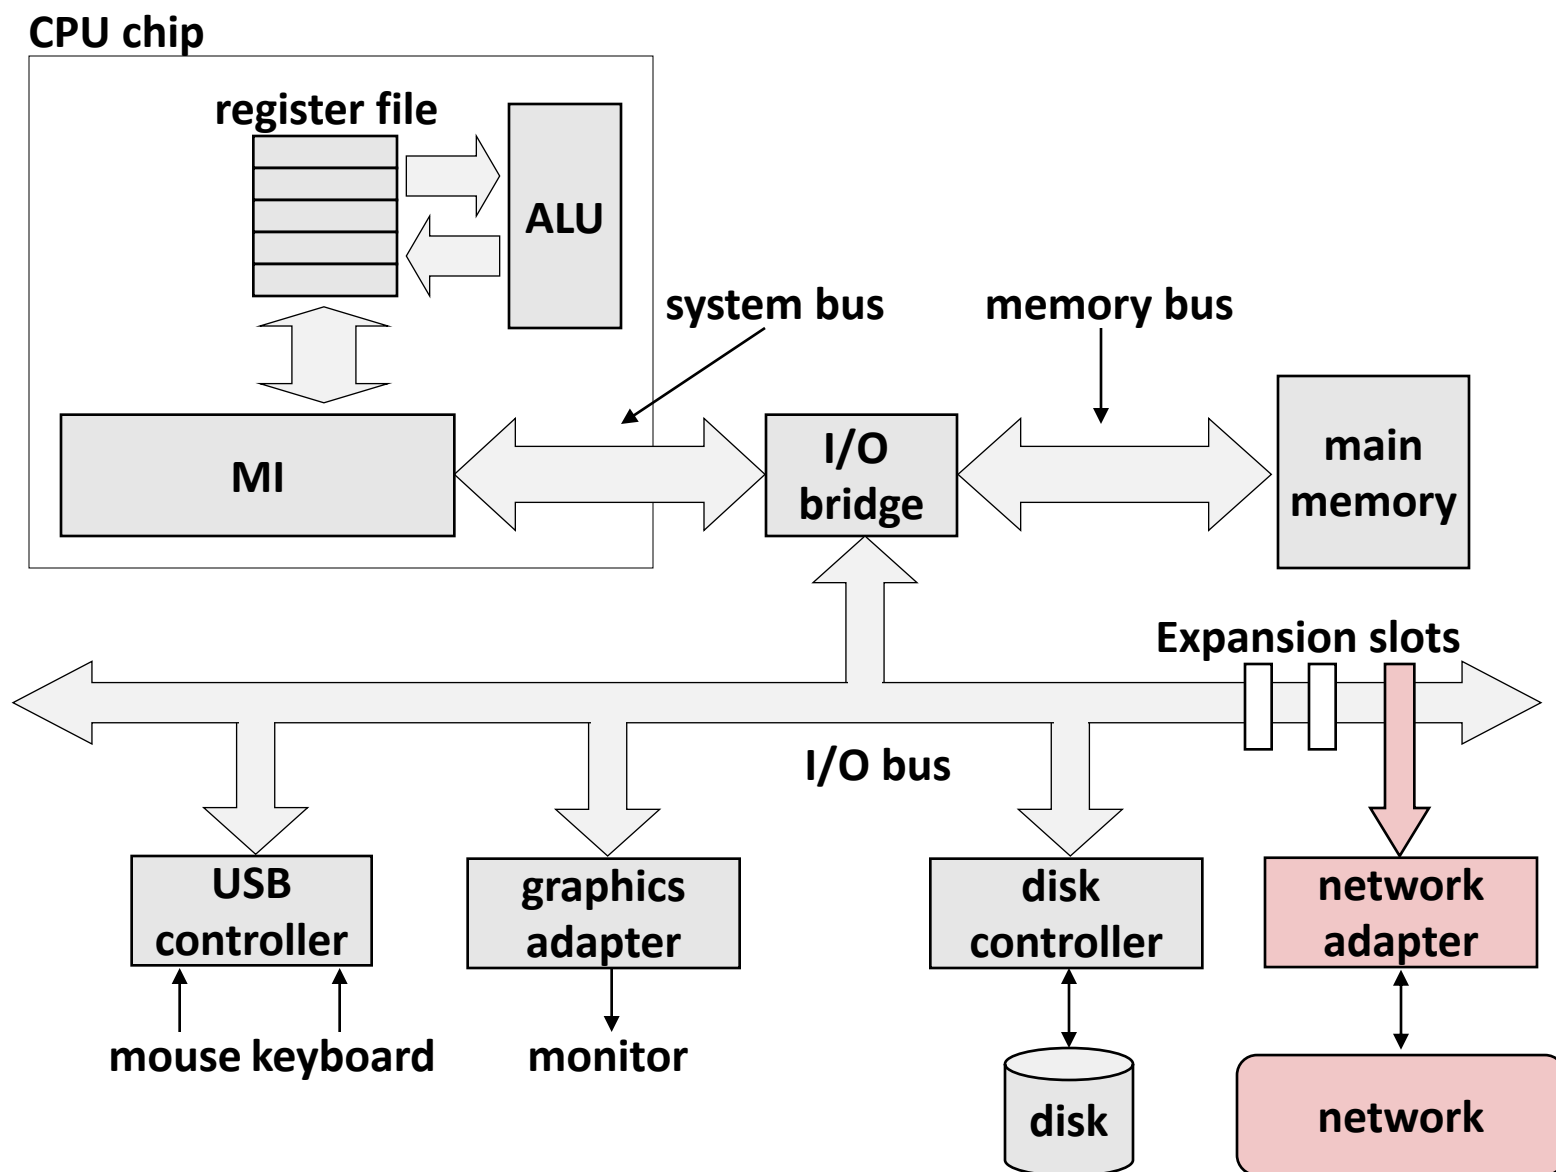 CPU chip
register file
ALU
system bus
memory bus
MI
I/O
bridge
main
memory
Expansion slots
I/O bus
USB
controller
graphics
adapter
disk
controller
network
adapter
mouse keyboard
monitor
disk
network